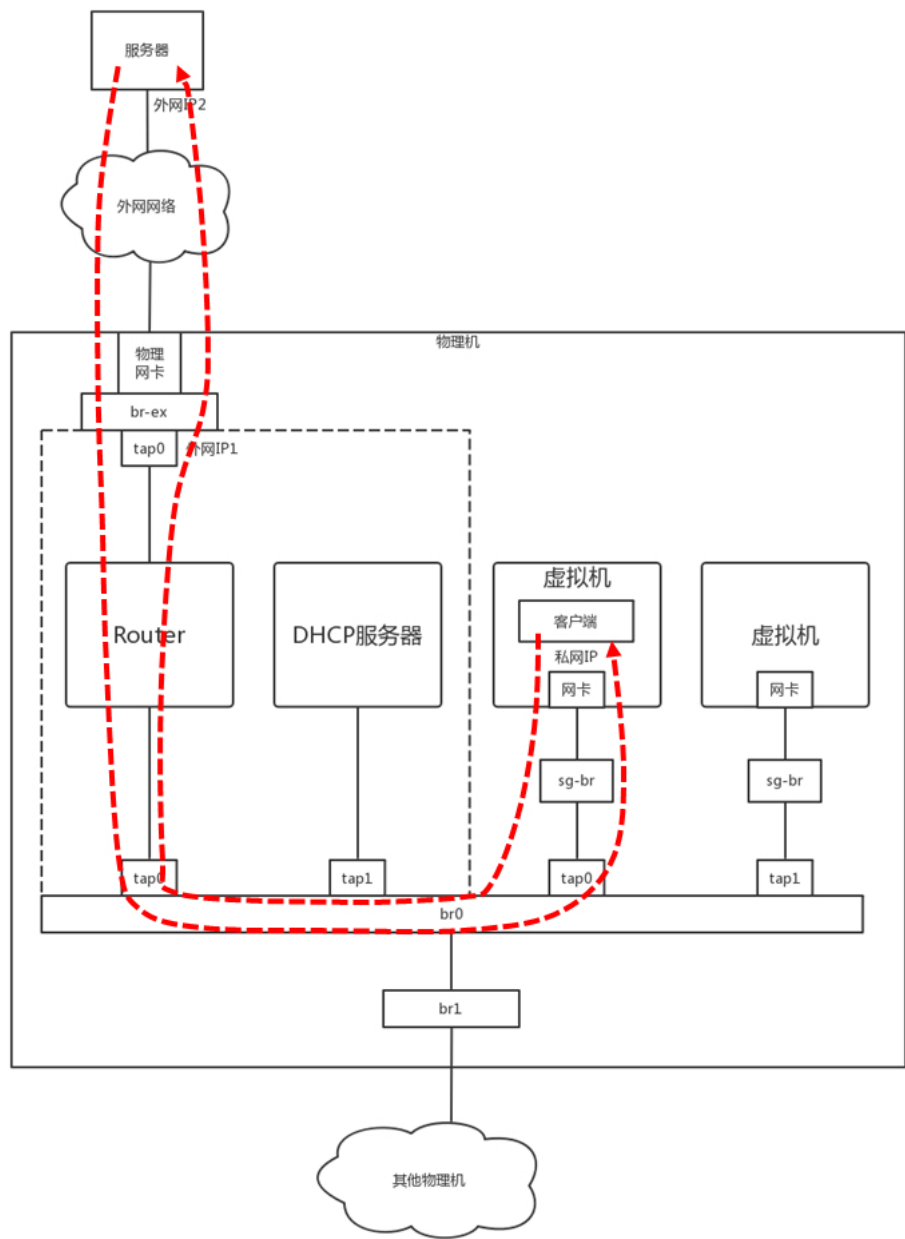 服务器
外网IP2
外网网络
物理机
物理
网卡
br-ex
tap0
外网IP1
Router
DHCP服务器
虚拟机
客户端
私网IP
网卡
虚拟机
网卡
sg-br
sg-br
tap0
tap1
tap0
tap1
br0
br1
其他物理机